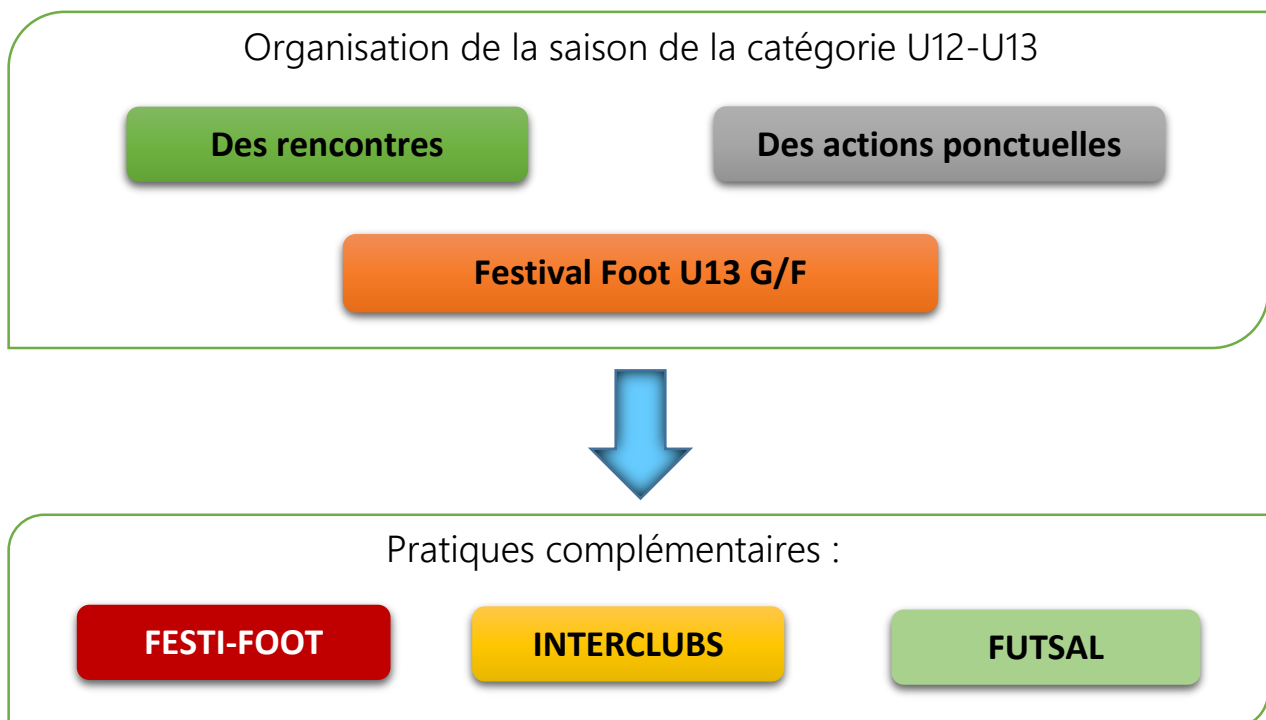 Organisation de la saison de la catégorie U12-U13
Des rencontres
Des actions ponctuelles
Festival Foot U13 G/F
Pratiques complémentaires :
FESTI-FOOT
INTERCLUBS
FUTSAL